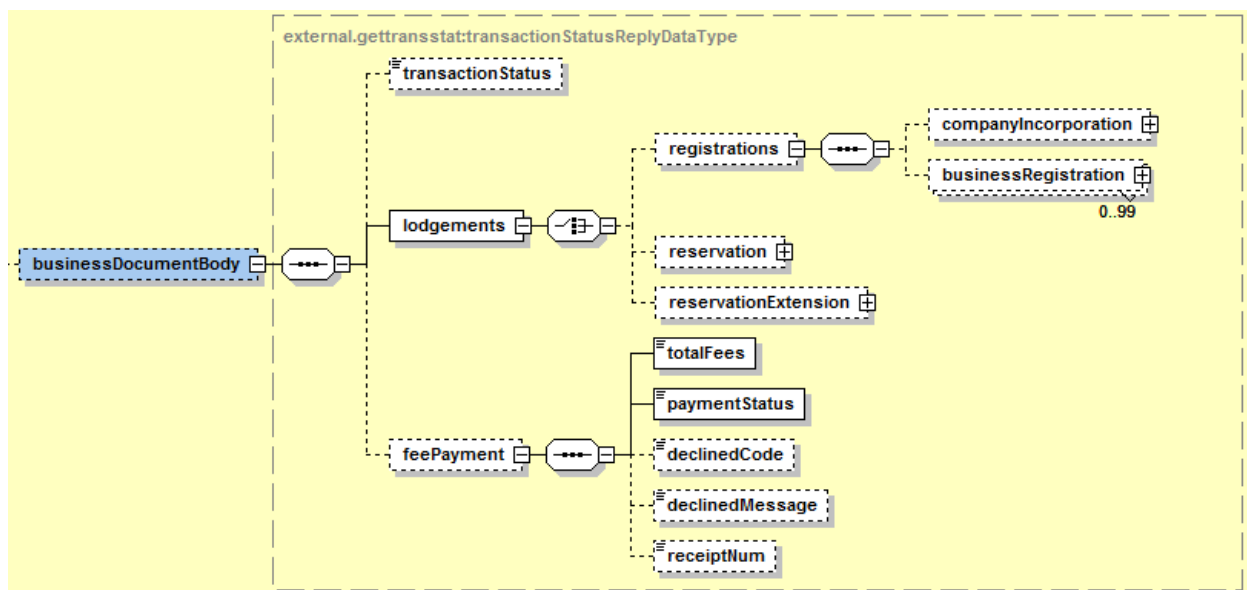 external.gettransstat:transactionStatusReplyDataType
transactionStatus
companyIncorporation
registrations
businessRegistration
0..99
lodgements
reservation
businessDocumentBody
reservationExtension
totalFees
paymentStatus
feePayment
declinedCode
declinedMessage
receiptNum